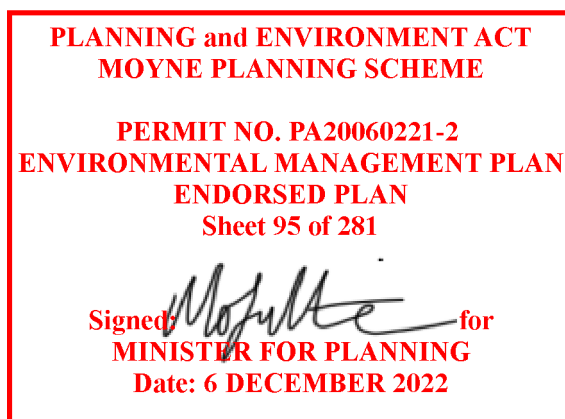 PLANNING and ENVIRONMENT ACT
MOYNE PLANNING SCHEME
PERMIT NO. PA20060221-2
ENVIRONMENTAL MANAGEMENT PLAN
ENDORSED PLAN
Sheet 95 of 281
Signed: for
MINISTER FOR PLANNING
Date: 6 DECEMBER 2022